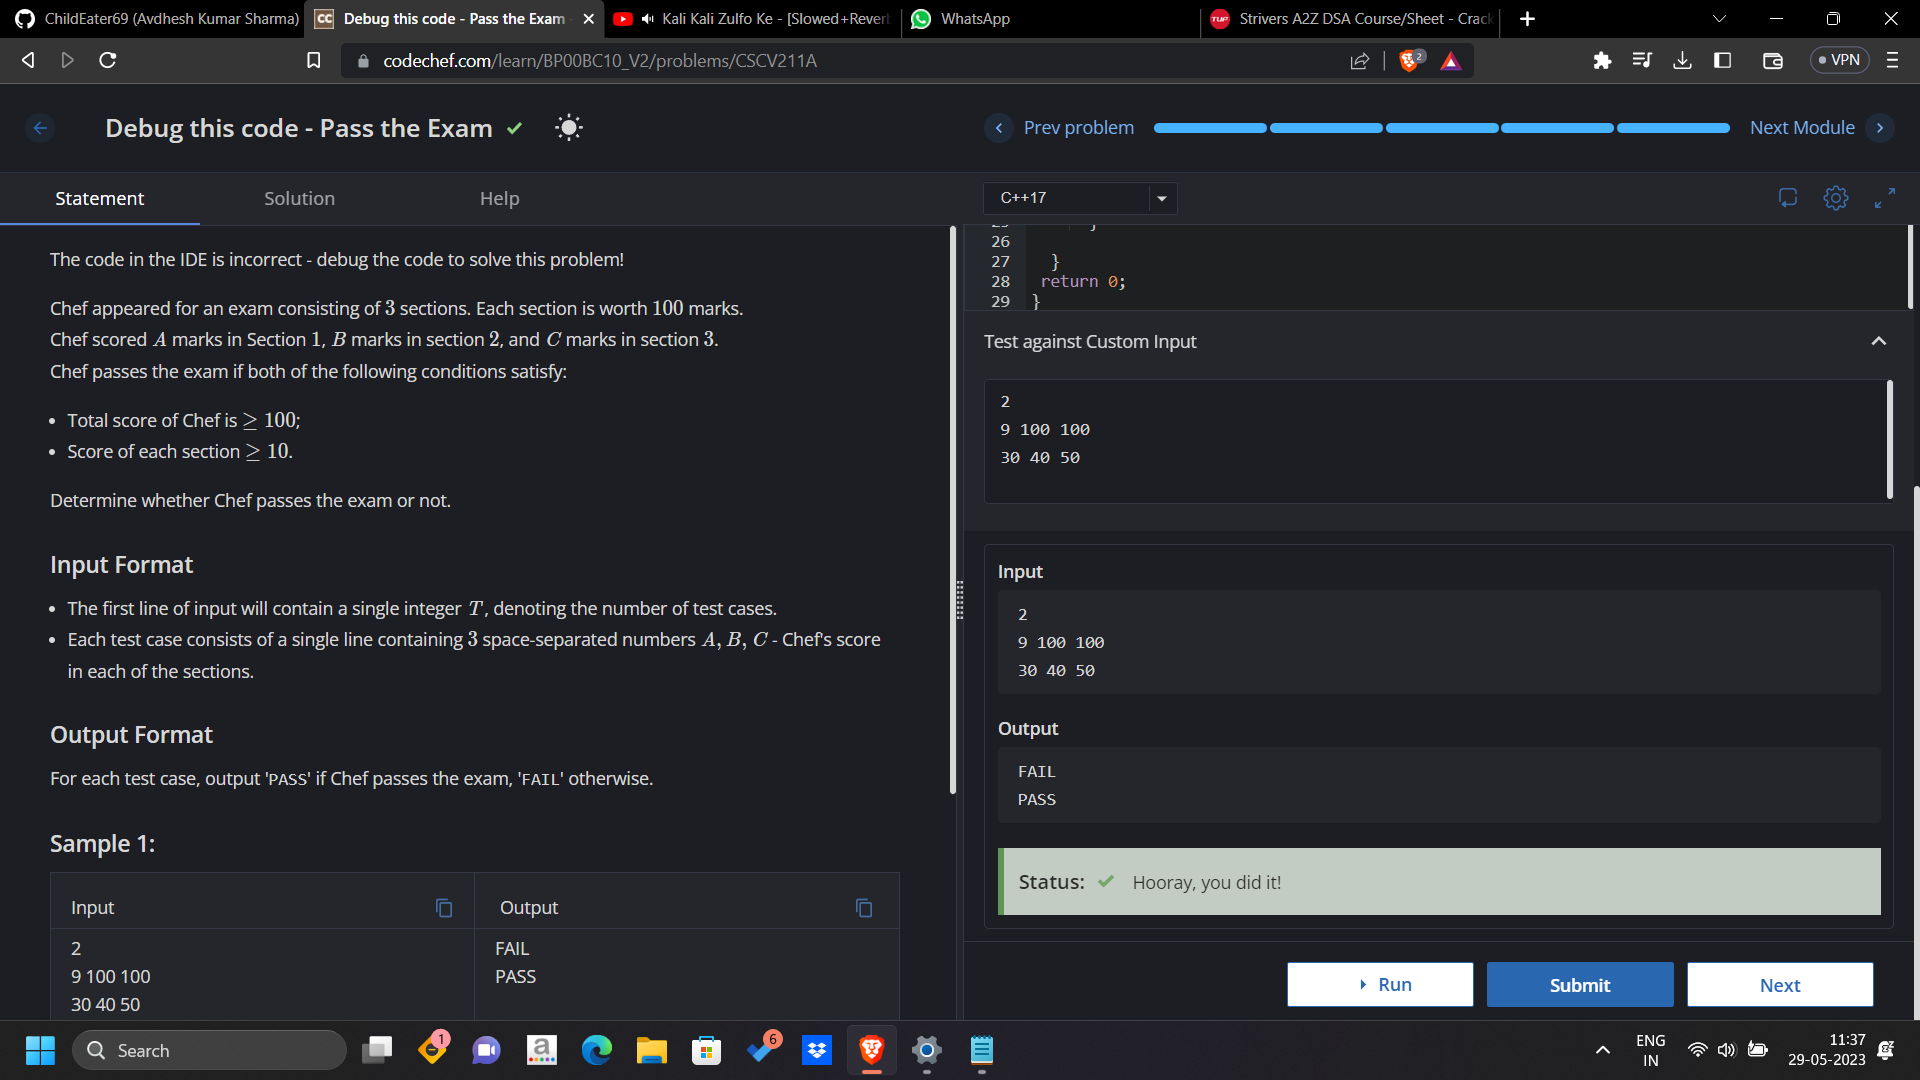 ChildEater69 (Avdhesh Kumar Sharma)
CC Debug this code - Pass the Exam
Kali Kali Zulfo Ke - [Slowed+Reverb
WhatsApp
TUF Strivers A2Z DSA Course/Sheet - Crack
codechef.com/learn/BP00BC10_V2/problems/CSCV211A
2
VPN
Debug this code - Pass the Exam
Prev problem
Next Module
Statement
Solution
Help
C++17
The code in the IDE is incorrect - debug the code to solve this problem!
Chef appeared for an exam consisting of 3 sections. Each section is worth 100 marks.
Chef scored A marks in Section 1, B marks in section 2, and C marks in section 3.
Chef passes the exam if both of the following conditions satisfy:
• Total score of Chef is ≥ 100;
• Score of each section ≥ 10.
Determine whether Chef passes the exam or not.
Input Format
• The first line of input will contain a single integer T, denoting the number of test cases.
• Each test case consists of a single line containing 3 space-separated numbers A, B, C - Chef's score
in each of the sections.
Output Format
For each test case, output 'PASS' if Chef passes the exam, 'FAIL' otherwise.
Sample 1:
Input
Output
2
9 100 100
30 40 50
FAIL
PASS
25 }
26
27 }
28 return 0;
29 }
Test against Custom Input
2
9 100 100
30 40 50
Input
2
9 100 100
30 40 50
Output
FAIL
PASS
Status: Hooray, you did it!
Run
Submit
Next
Search
1
a
6
ENG
IN
11:37
29-05-2023